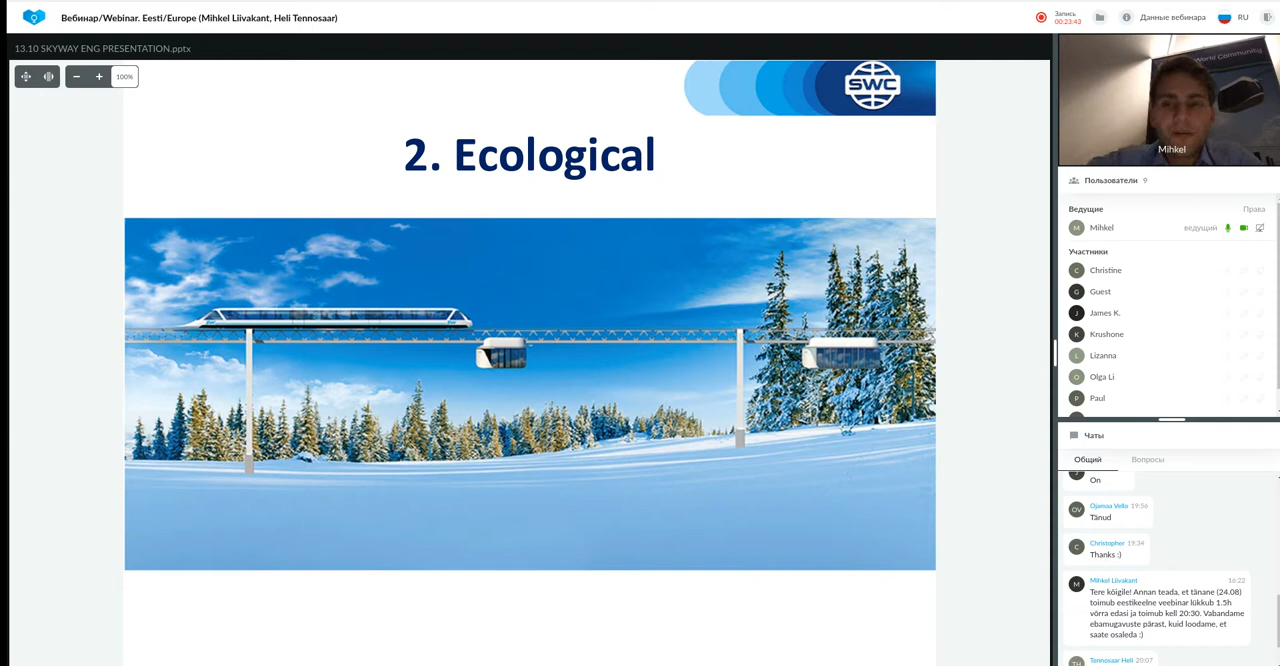 Вебинар/Webinar. Eesti/Europe (Mihkel Liivakant, Heli Tennosaar)
Запись
00:23:43
Данные вебинара
RU
13.10 SKYWAY ENG PRESENTATION.pptx
100%
SWC
2. Ecological
World Community
Mihkel
Пользователи 9
Ведущие
Права
M
Mihkel
ведущий
Участники
C
Christine
G
Guest
J
James K.
K
Krushone
L
Lizanna
O
Olga Li
P
Paul
Чаты
Общий
Вопросы
On
OV
Ojamaa Vello 19:56
Tänud
C
Christopher 19:34
Thanks :)
M
Mihkel Liivakant 16:22
Tere kõigile! Annan teada, et tänane (24.08)
toimub eestikeelne veebinar lükkub 1.5h
võrra edasi ja toimub kell 20:30. Vabandame
ebamugavuste pärast, kuid loodame, et
saate osaleda :)
TH
Tennosaar Heli 20:07